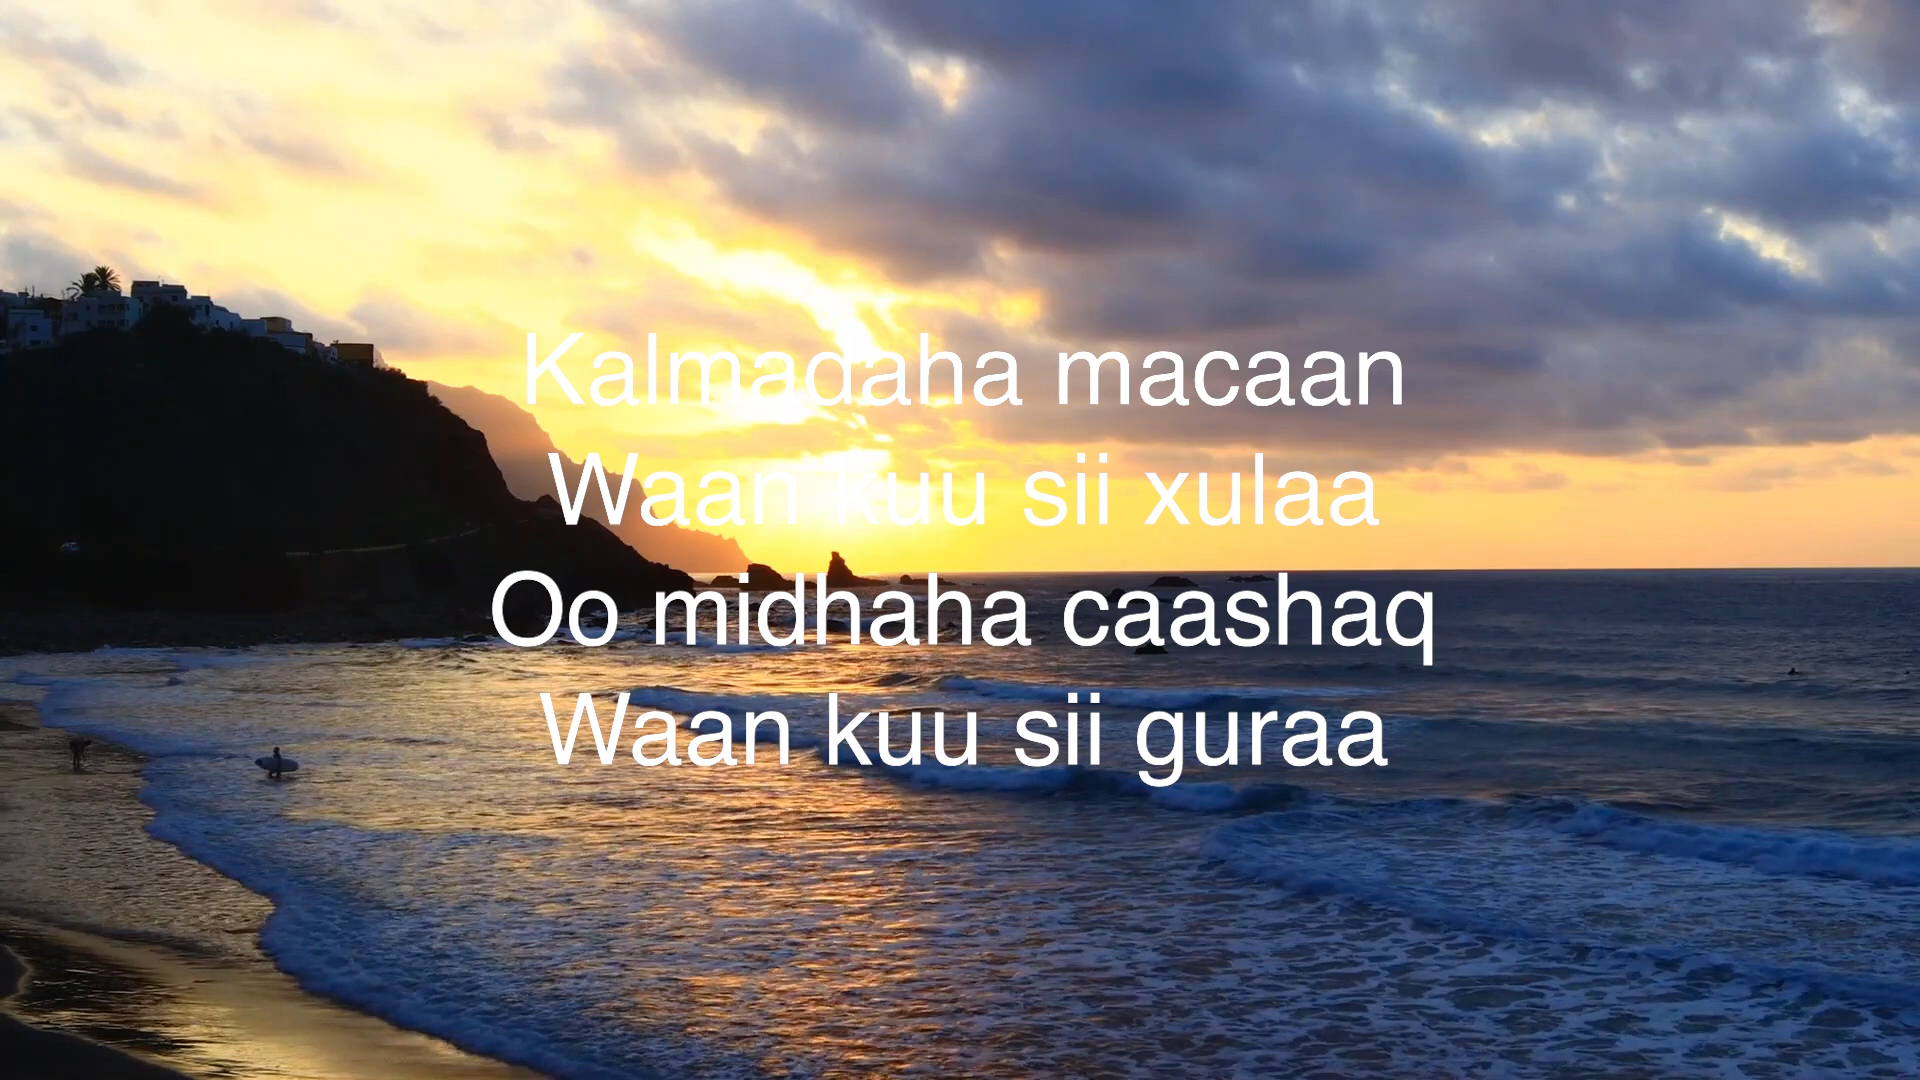 Kalmadaha macaan
Waan kuu sii xulaa
Oo midhaha caashaq
Waan kuu sii guraa